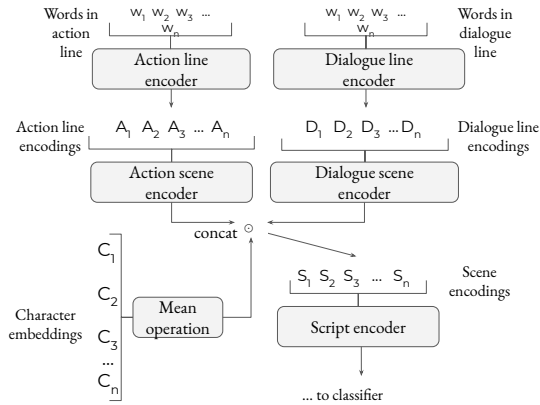 Words in
action
line
w1 w2 w3 ...
wn
w1 w2 w3 ...
wn
Words in
dialogue
line
Action line
encoder
Dialogue line
encoder
Action line
encodings
A1 A2 A3 ... An
D1 D2 D3 ...Dn
Dialogue line
encodings
Action scene
encoder
Dialogue scene
encoder
concat ⊙
C1
C2
C3
...
Cn
Character
embeddings
Mean
operation
S1 S2 S3 ... Sn
Scene
encodings
Script encoder
... to classifier